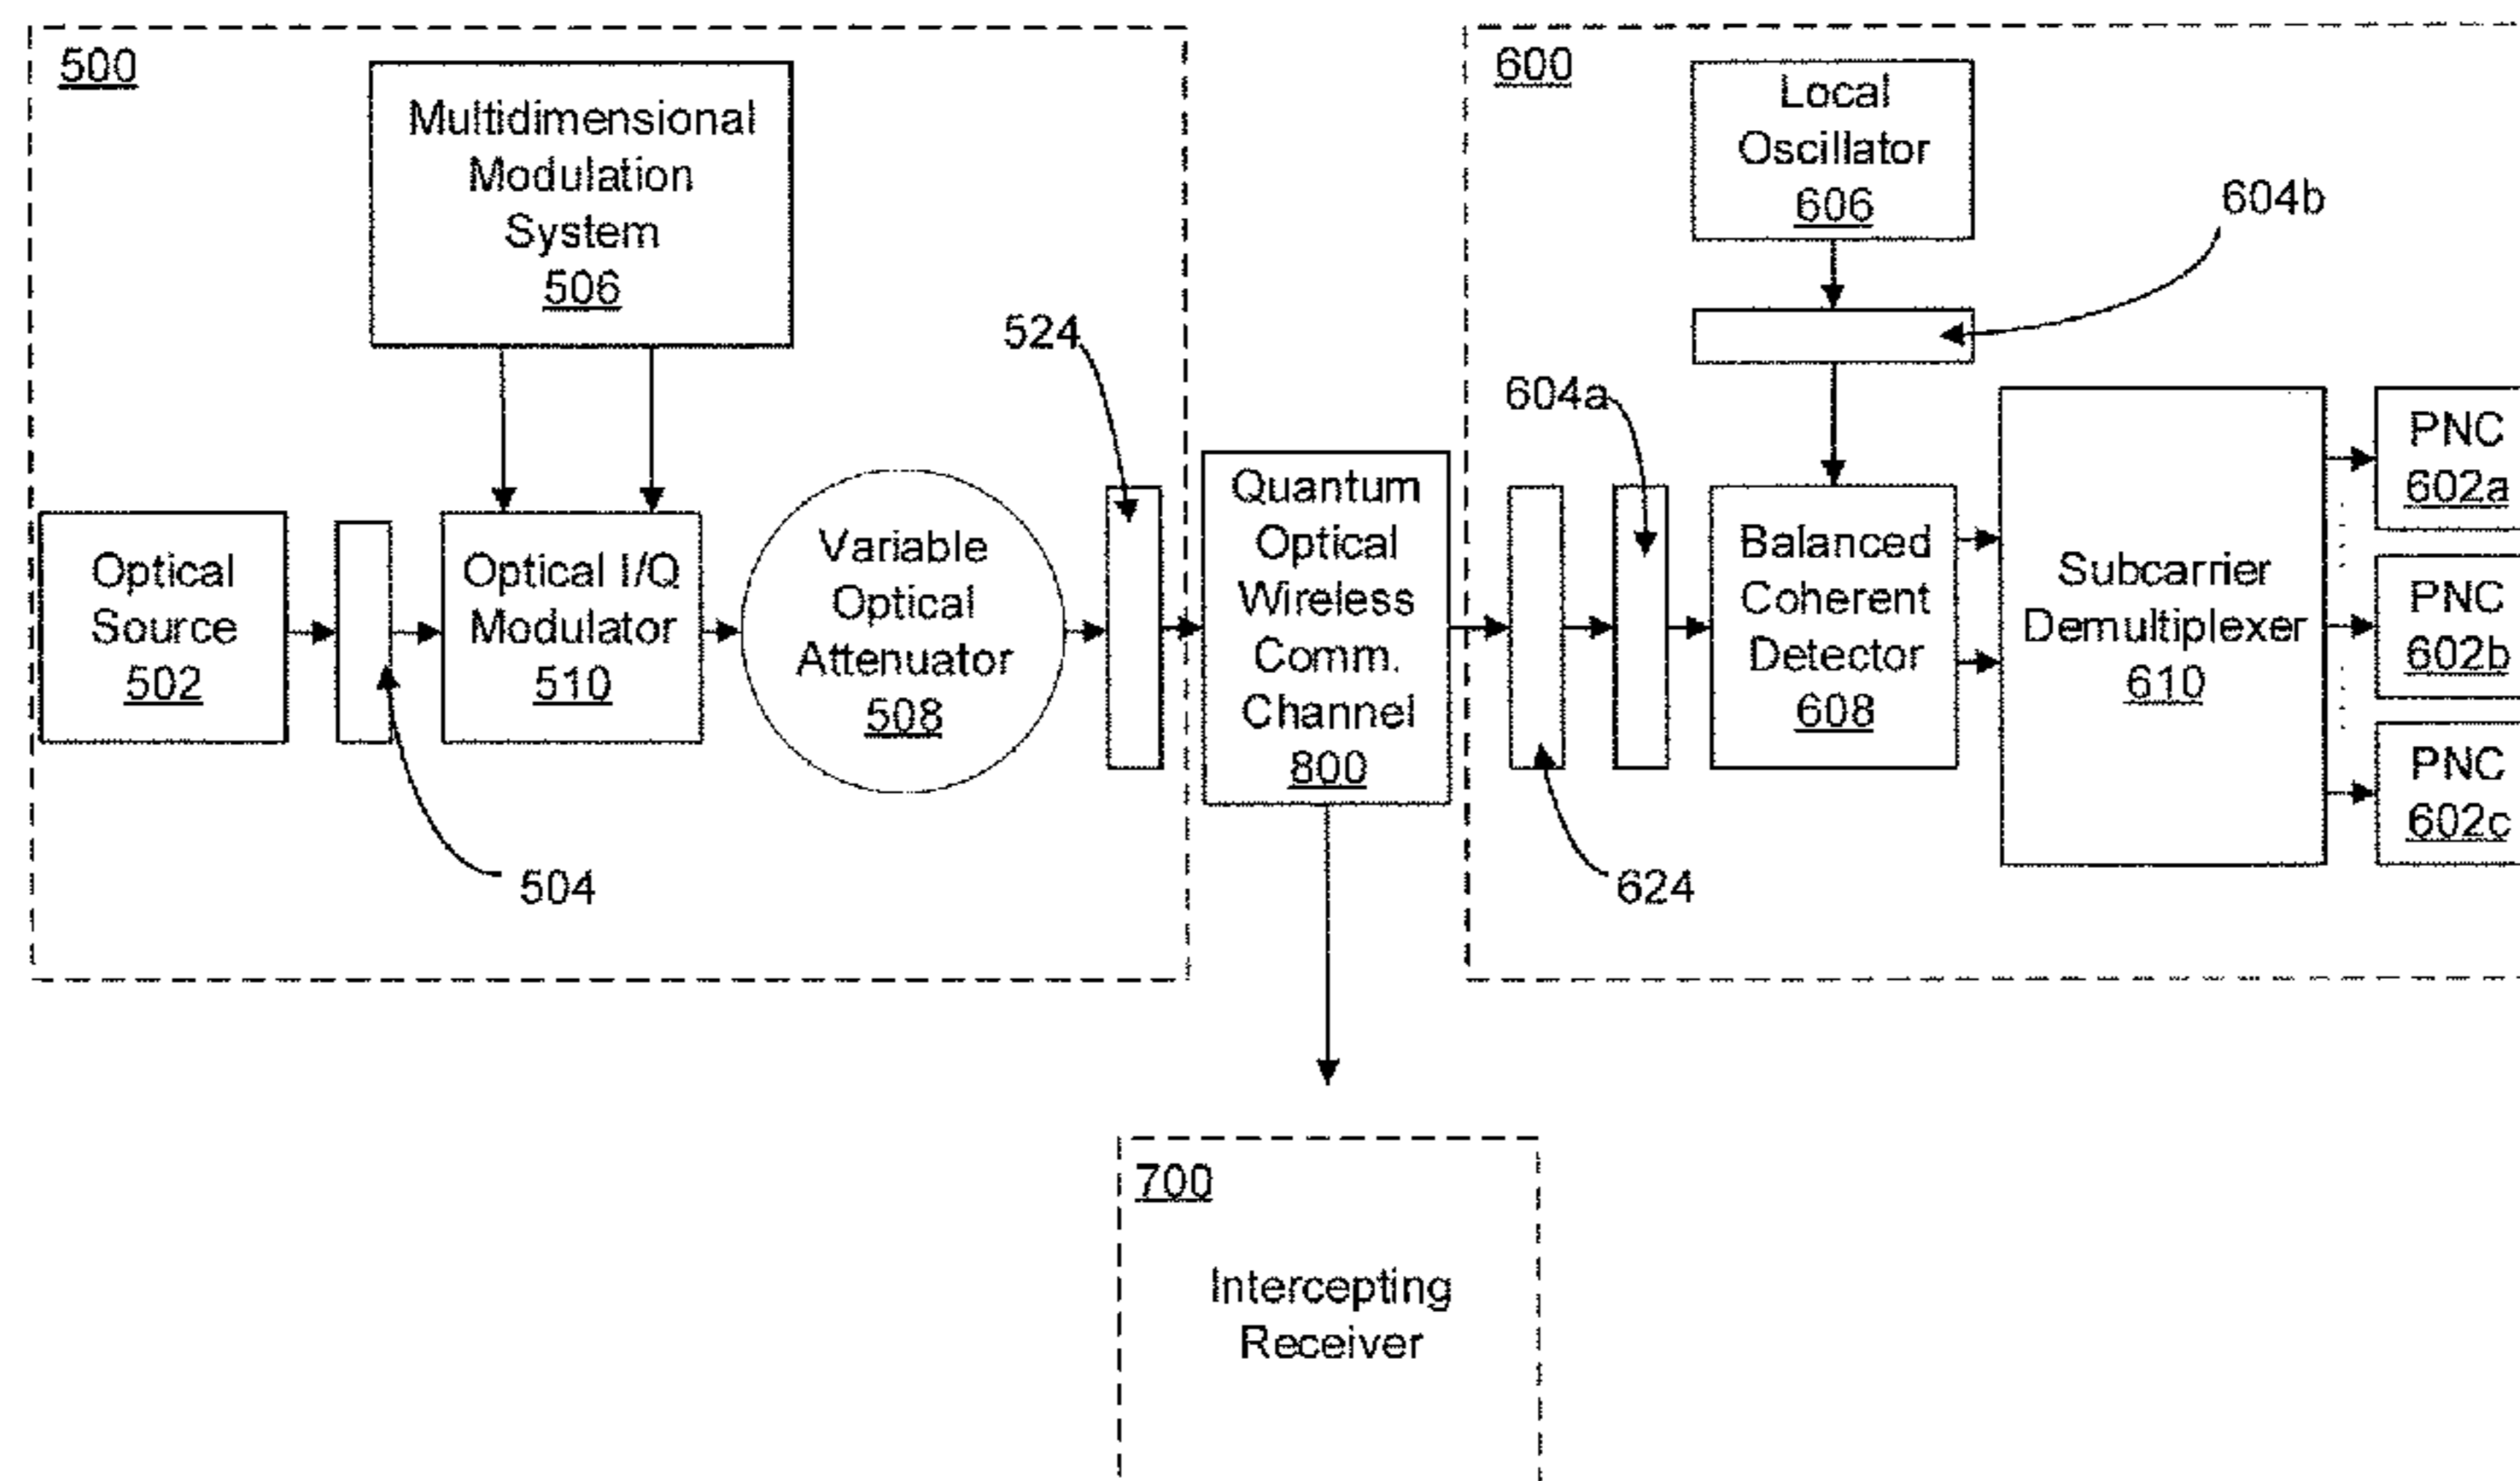 500
Multidimensional
Modulation
System
506
524
Optical
Source
502
504
Optical I/Q
Modulator
510
Variable
Optical
Attenuator
508
Quantum
Optical
Wireless
Comm.
Channel
800
600
Local
Oscillator
606
604b
604a
624
Balanced
Coherent
Detector
608
Subcarrier
Demultiplexer
610
PNC
602a
PNC
602b
PNC
602c
700
Intercepting
Receiver